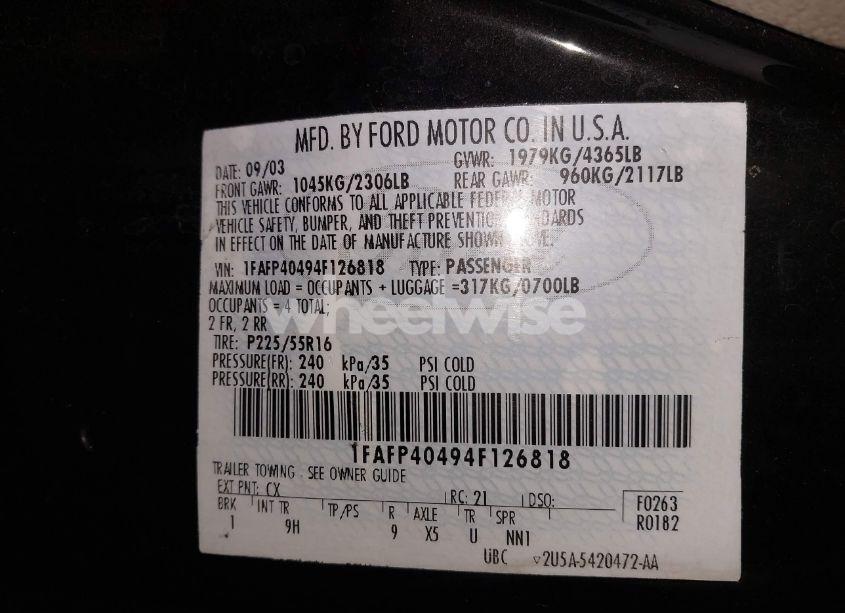 MFD. BY FORD MOTOR CO. IN U.S.A.
DATE: 09/03 GVWR: 1979KG/4365LB
FRONT GAWR: 1045KG/2306LB REAR GAWR: 960KG/2117LB
THIS VEHICLE CONFORMS TO ALL APPLICABLE FEDERAL MOTOR
VEHICLE SAFETY, BUMPER, AND THEFT PREVENTION STANDARDS
IN EFFECT ON THE DATE OF MANUFACTURE SHOWN ABOVE.
VIN: 1FAFP40494F126818 TYPE: PASSENGER
MAXIMUM LOAD = OCCUPANTS + LUGGAGE =317KG/0700LB
OCCUPANTS = 4 TOTAL;
wheelwise
2 FR, 2 RR
TIRE: P225/55R16
PRESSURE(FR): 240 kPa/35 PSI COLD
PRESSURE(RR): 240 kPa/35 PSI COLD
1FAFP40494F126818
TRAILER TOWING - SEE OWNER GUIDE
EXT PNT: CX RC: 21 DSO: F0263
BRK INT TR TP/PS R AXLE TR SPR R0182
1 9H 9 X5 U NN1
UBC ▽2U5A-5420472-AA